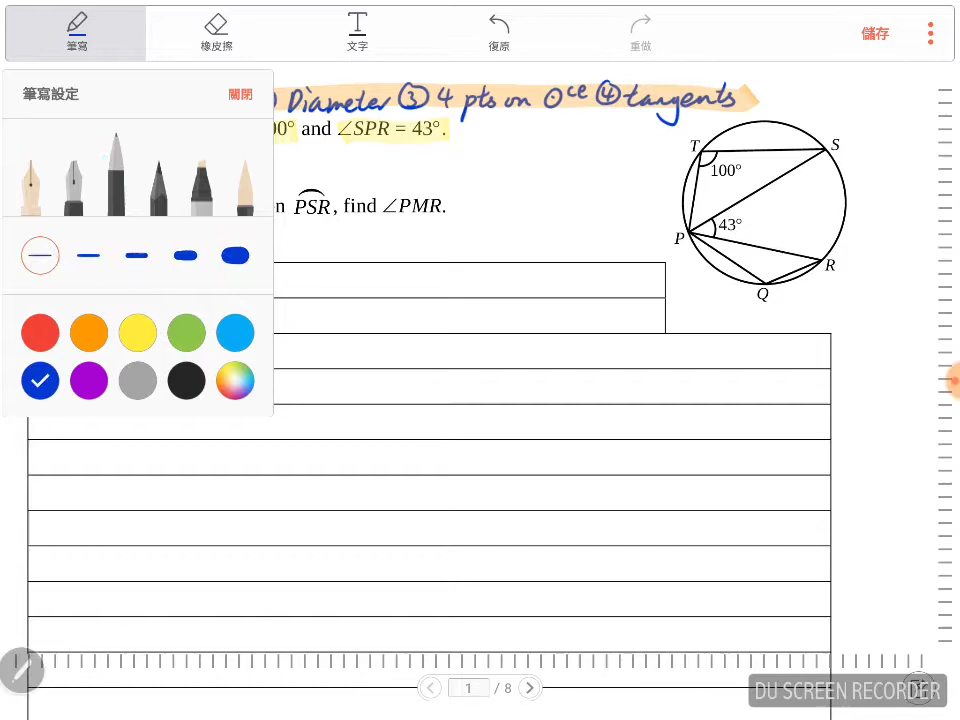 筆寫 橡皮擦 文字 復原 重做 儲存
筆寫設定 關閉
Diameter ③ 4 pts on ⊙ce ④ tangents
00° and ∠SPR = 43°.
n PSR, find ∠PMR.
T S
100°
43°
P
R
Q
1 / 8
DU SCREEN RECORDER